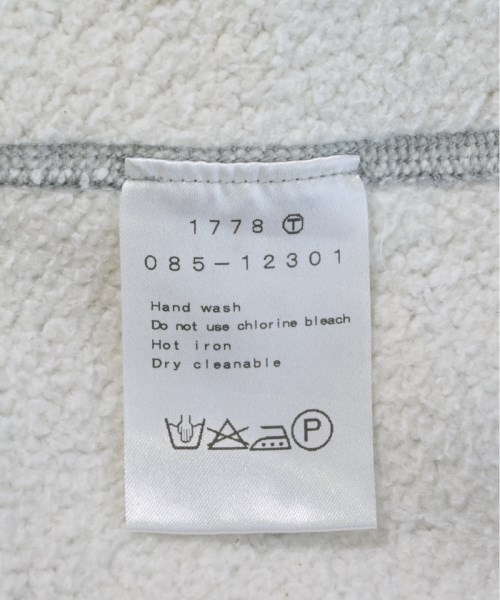 1778 Ⓣ
085-12301
Hand wash
Do not use chlorine bleach
Hot iron
Dry cleanable
P